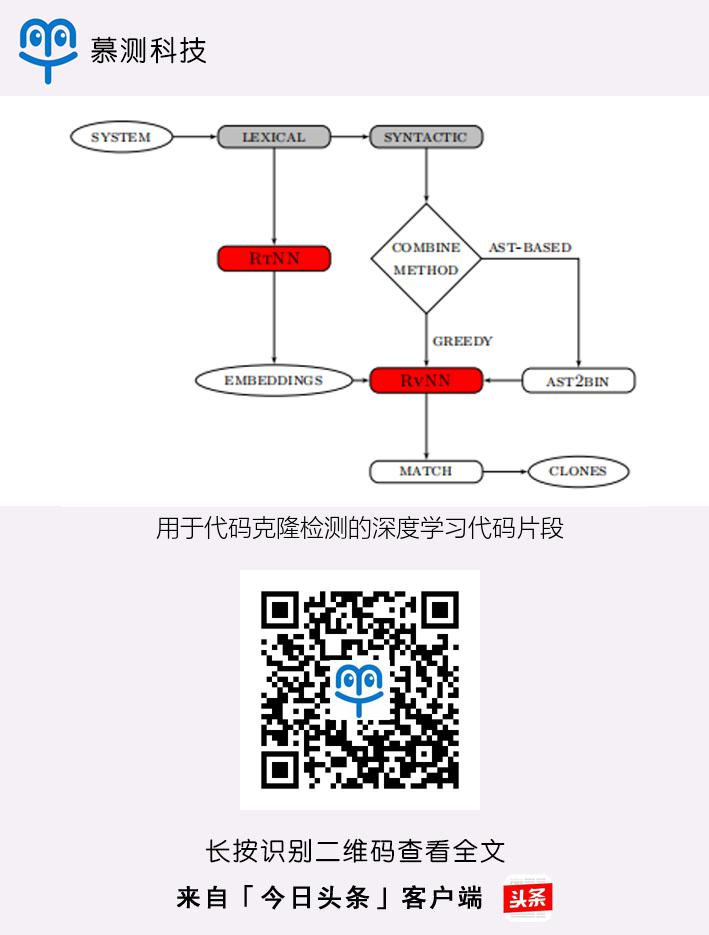 慕测科技
SYSTEM
LEXICAL
SYNTACTIC
COMBINE
METHOD
AST-BASED
RTNN
GREEDY
EMBEDDINGS
RVNN
AST2BIN
MATCH
CLONES
用于代码克隆检测的深度学习代码片段
长按识别二维码查看全文
来自「今日头条」客户端
头条